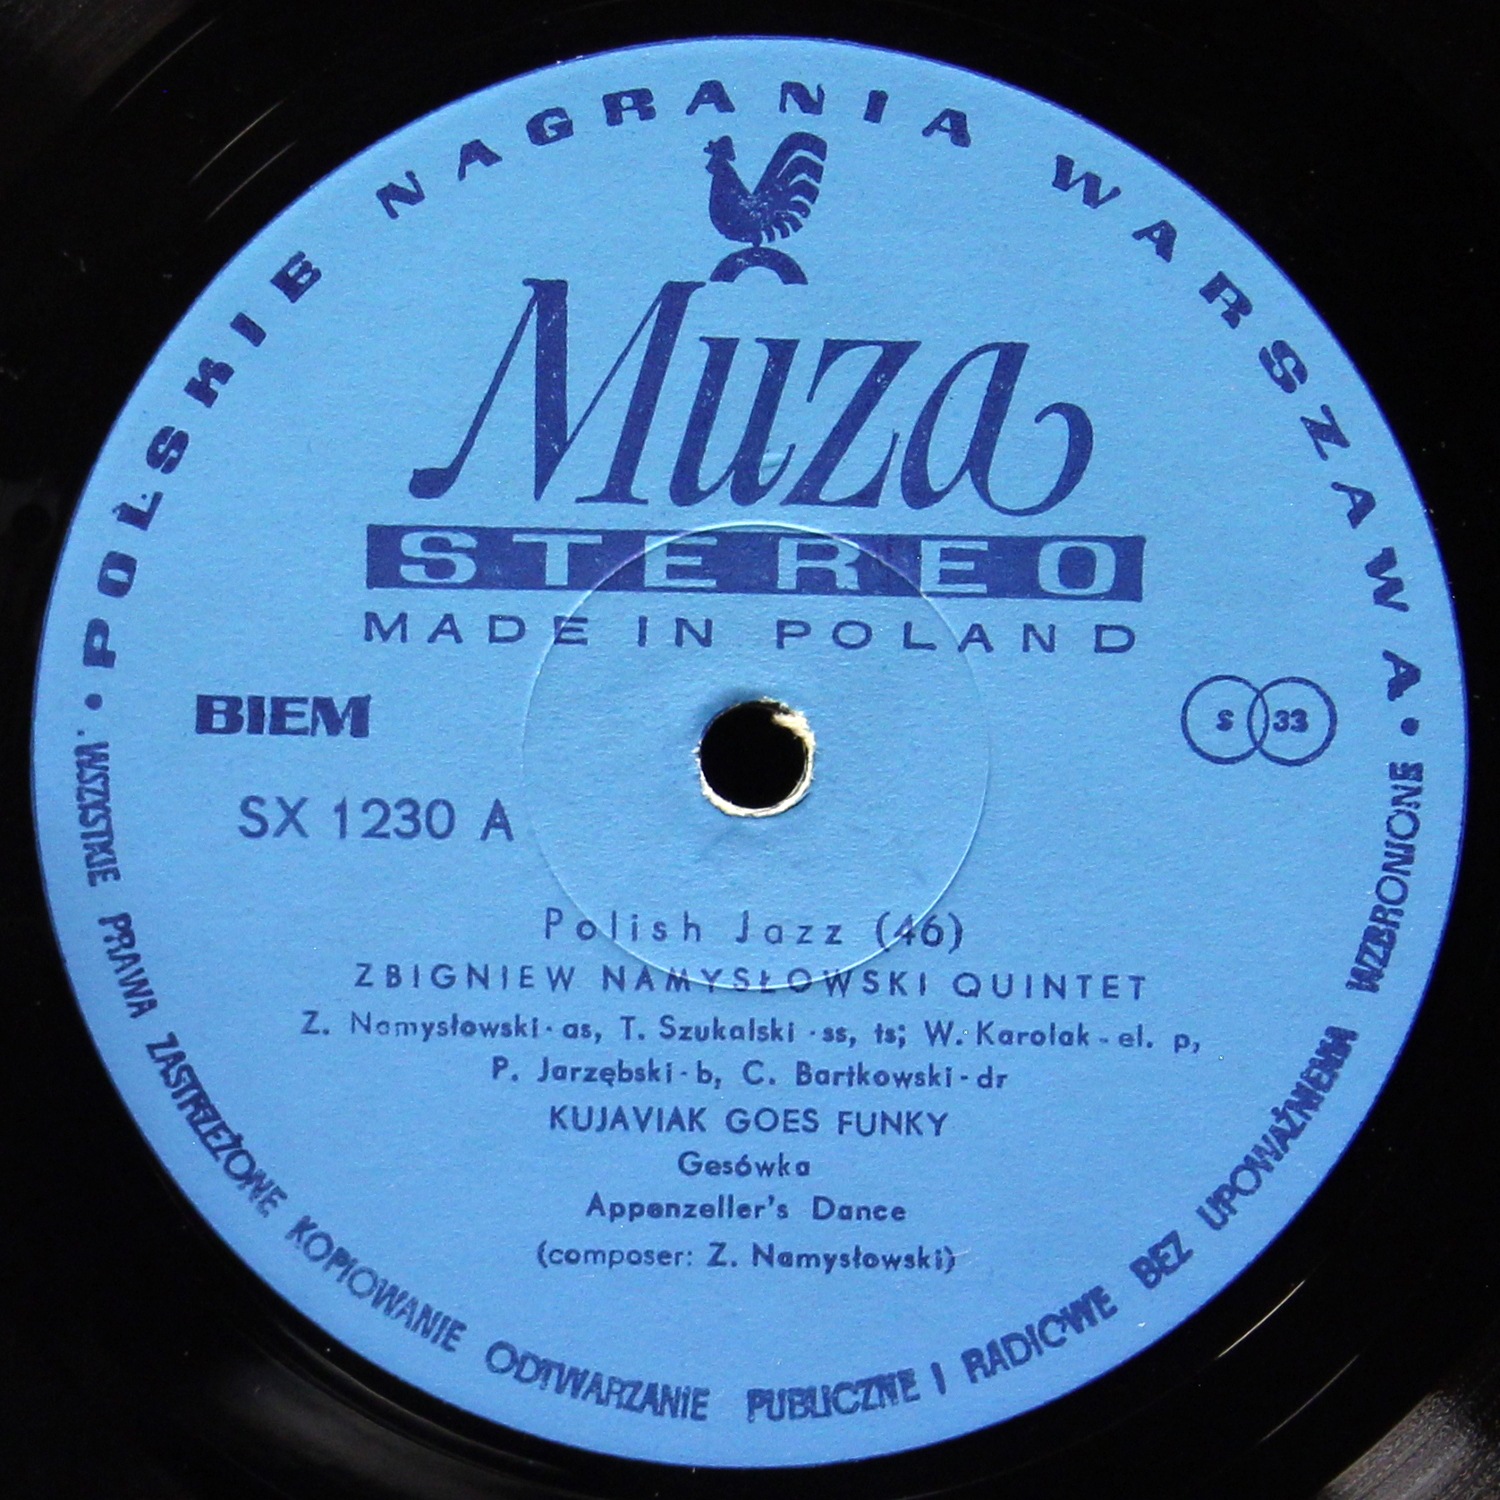 • POLSKIE NAGRANIA WARSZAWA •
Muza
STEREO
MADE IN POLAND
BIEM
S 33
SX 1230 A
Polish Jazz (46)
ZBIGNIEW NAMYSŁOWSKI QUINTET
Z. Namysłowski - as, T. Szukalski - ss, ts; W. Karolak - el. p,
P. Jarzębski - b, C. Bartkowski - dr
KUJAVIAK GOES FUNKY
Gesówka
Appenzeller's Dance
(composer: Z. Namysłowski)
. WSZYSTKIE PRAWA ZASTRZEŻONE KOPIOWANIE ODTWARZANIE PUBLICZNE I RADIOWE BEZ UPOWAŻNIENIA WZBRONIONE